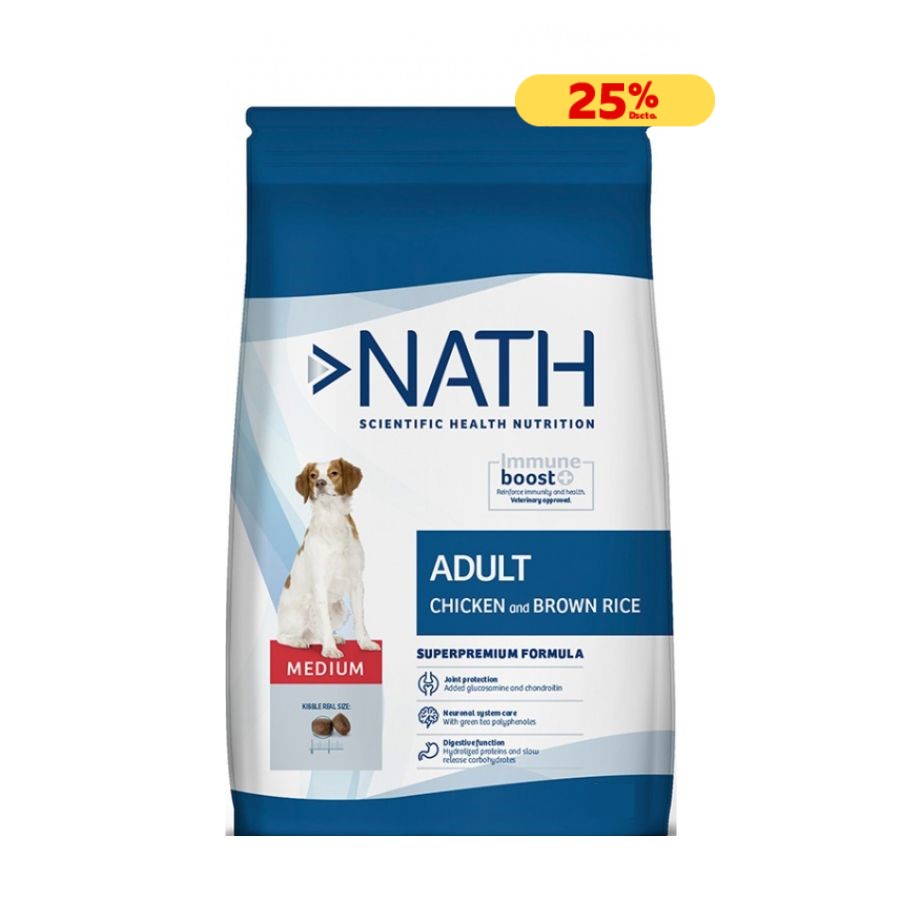 25%
Dscto.
NATH
SCIENTIFIC HEALTH NUTRITION
Immune
boost+
Reinforce immunity and health.
Veterinary approved.
ADULT
CHICKEN and BROWN RICE
SUPERPREMIUM FORMULA
MEDIUM
KIBBLE REAL SIZE:
Joint protection
Added glucosamine and chondroitin
Neuronal system care
With green tea polyphenoles
Digestive function
Hydrolized proteins and slow
release carbohydrates